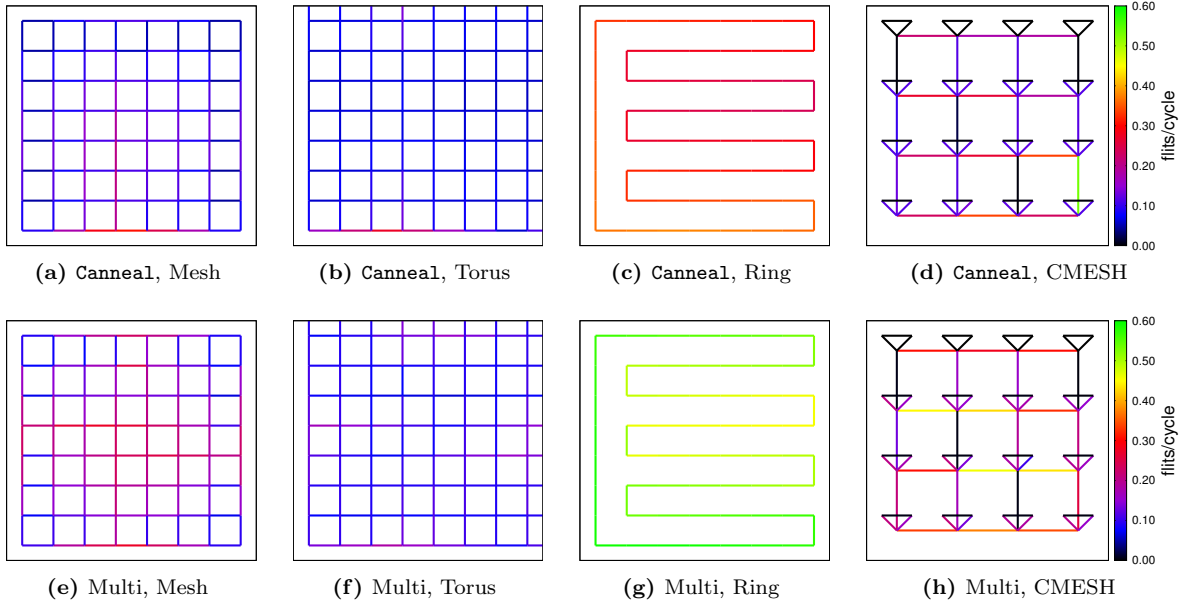 0.60
0.50
0.40
0.30
0.20
0.10
0.00
flits/cycle
(a) Canneal, Mesh
(b) Canneal, Torus
(c) Canneal, Ring
(d) Canneal, CMESH
0.60
0.50
0.40
0.30
0.20
0.10
0.00
flits/cycle
(e) Multi, Mesh
(f) Multi, Torus
(g) Multi, Ring
(h) Multi, CMESH